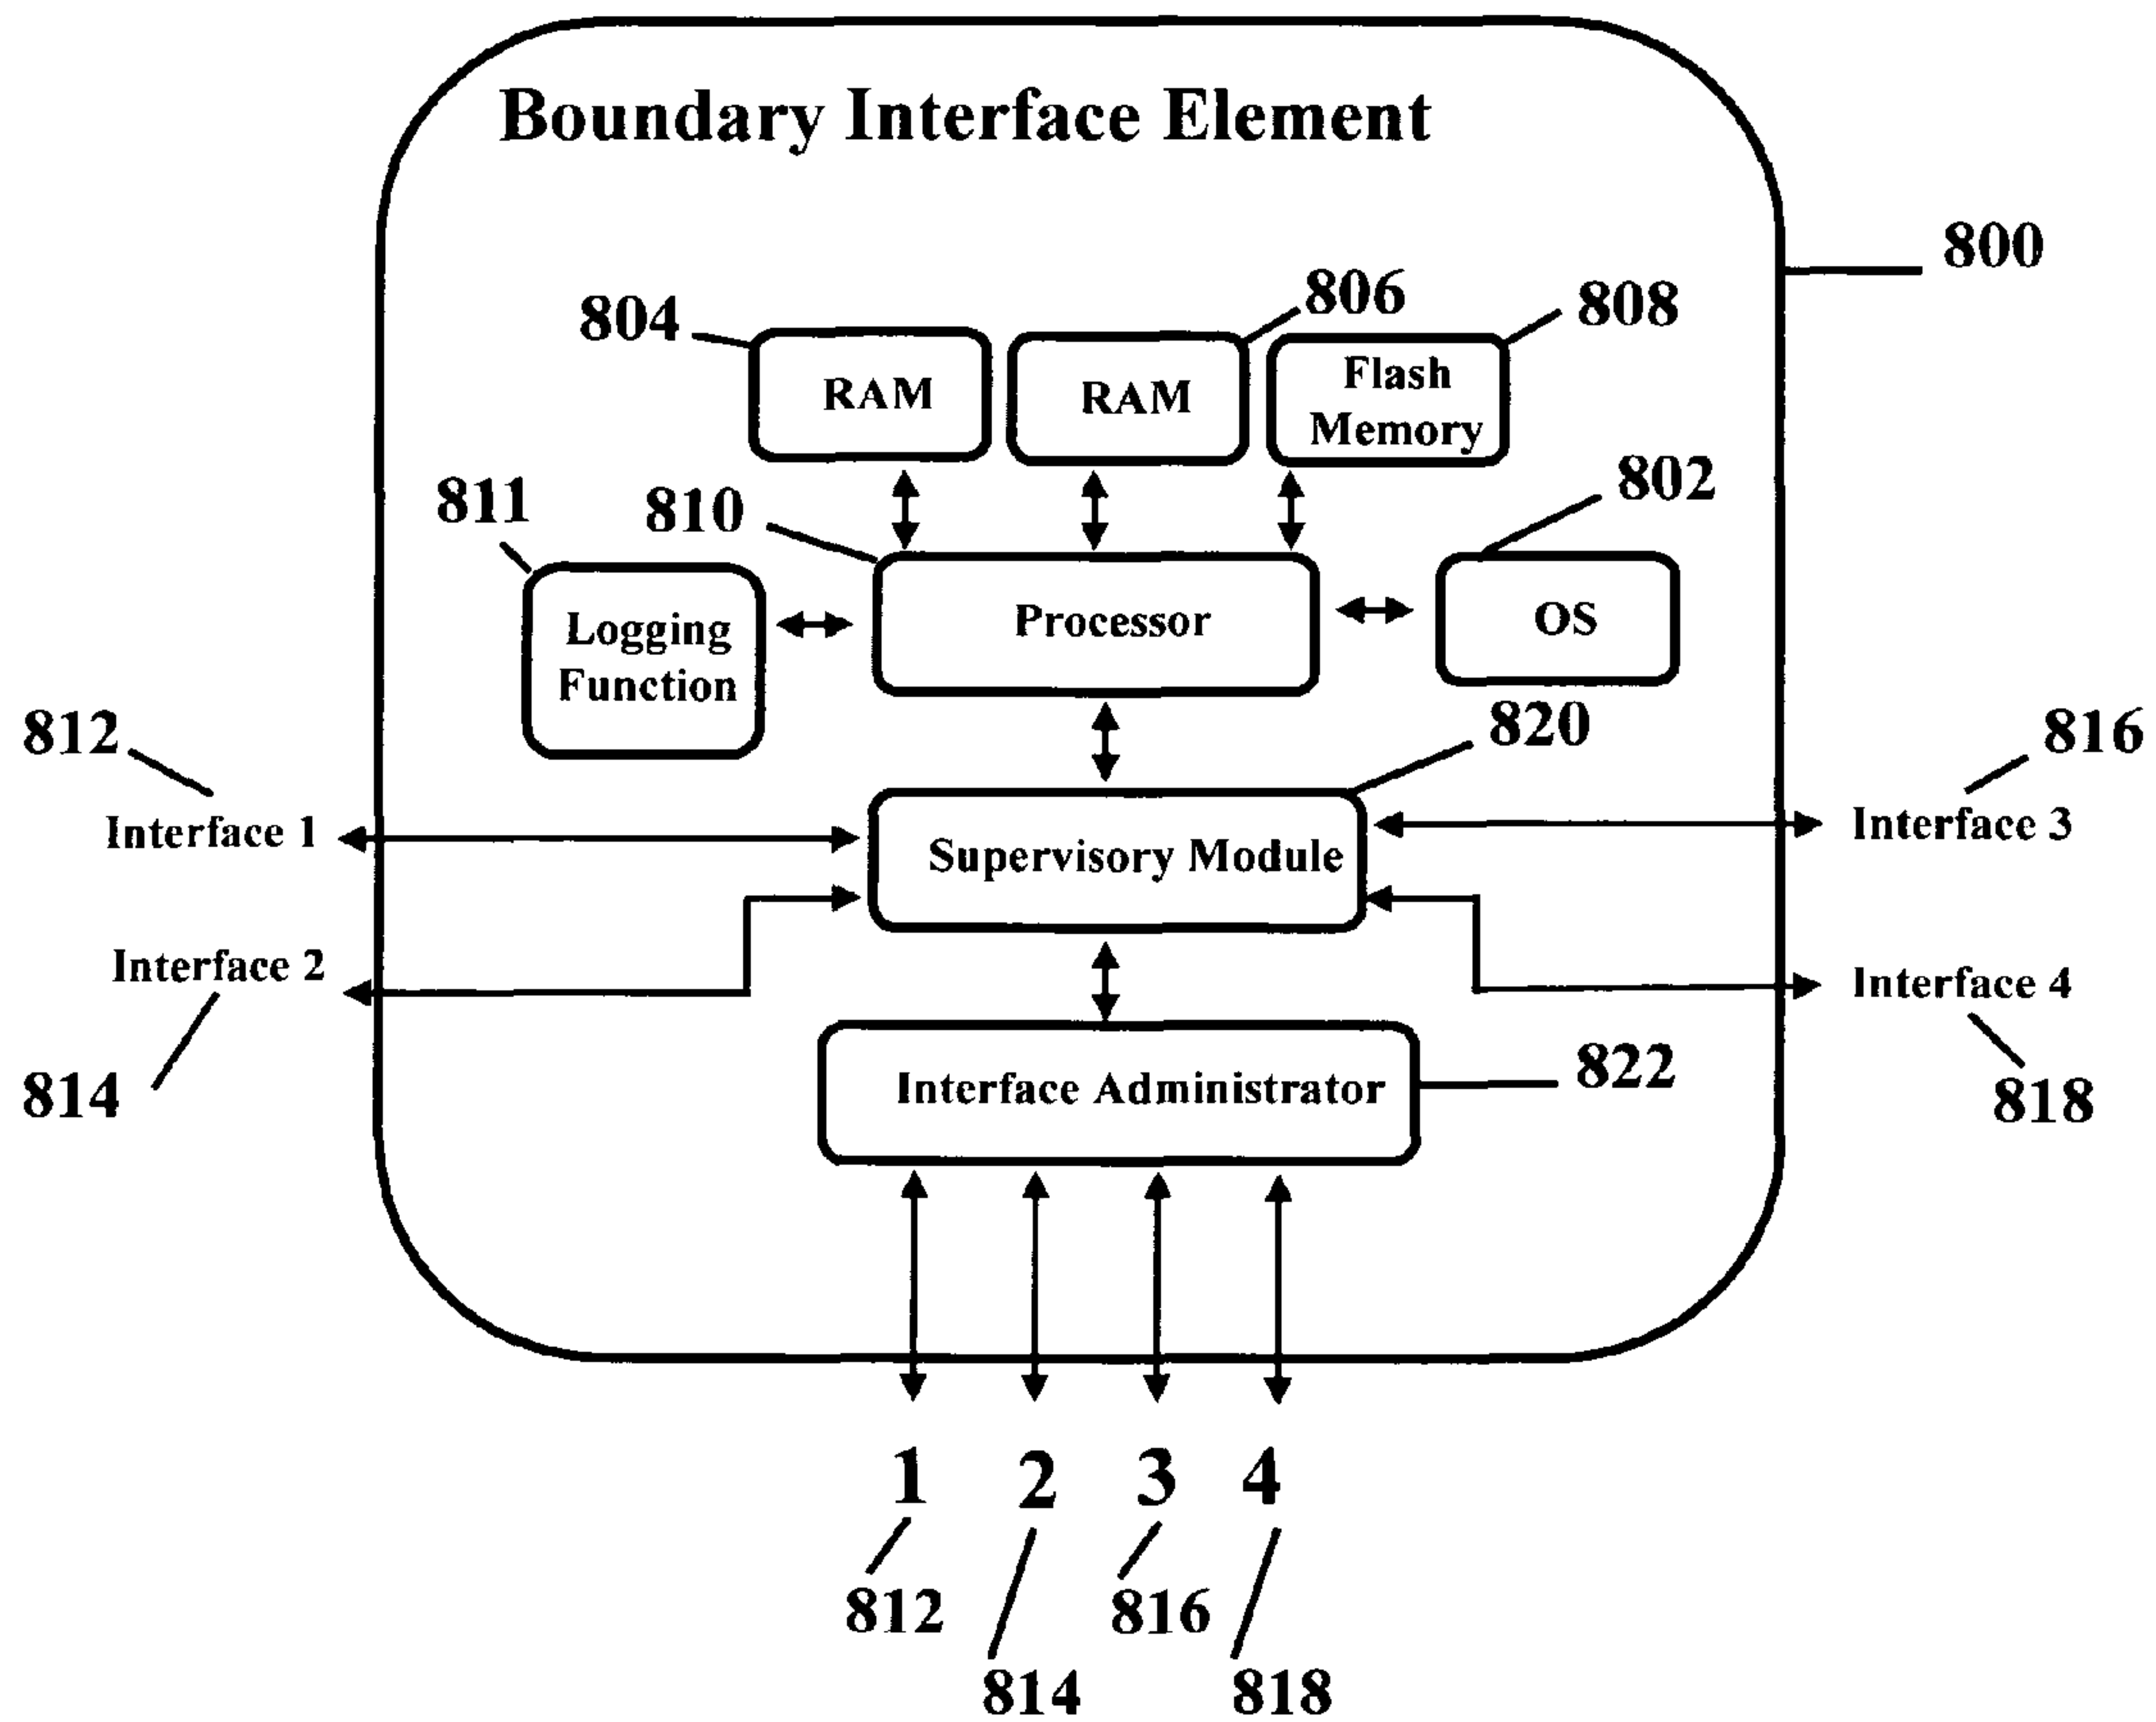 Boundary Interface Element
800
804
806
808
RAM
RAM
Flash
Memory
811
810
802
Logging
Function
Processor
OS
812
820
816
Interface 1
Supervisory Module
Interface 3
Interface 2
Interface 4
814
Interface Administrator
822
818
1 2 3 4
812
816
814
818